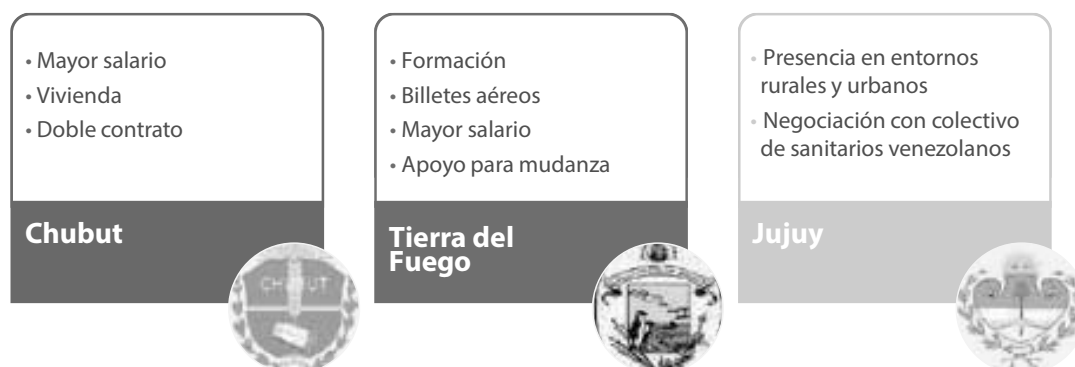 • Mayor salario
• Vivienda
• Doble contrato
Chubut
CHUBUT
• Formación
• Billetes aéreos
• Mayor salario
• Apoyo para mudanza
Tierra del
Fuego
• Presencia en entornos
rurales y urbanos
• Negociación con colectivo
de sanitarios venezolanos
Jujuy